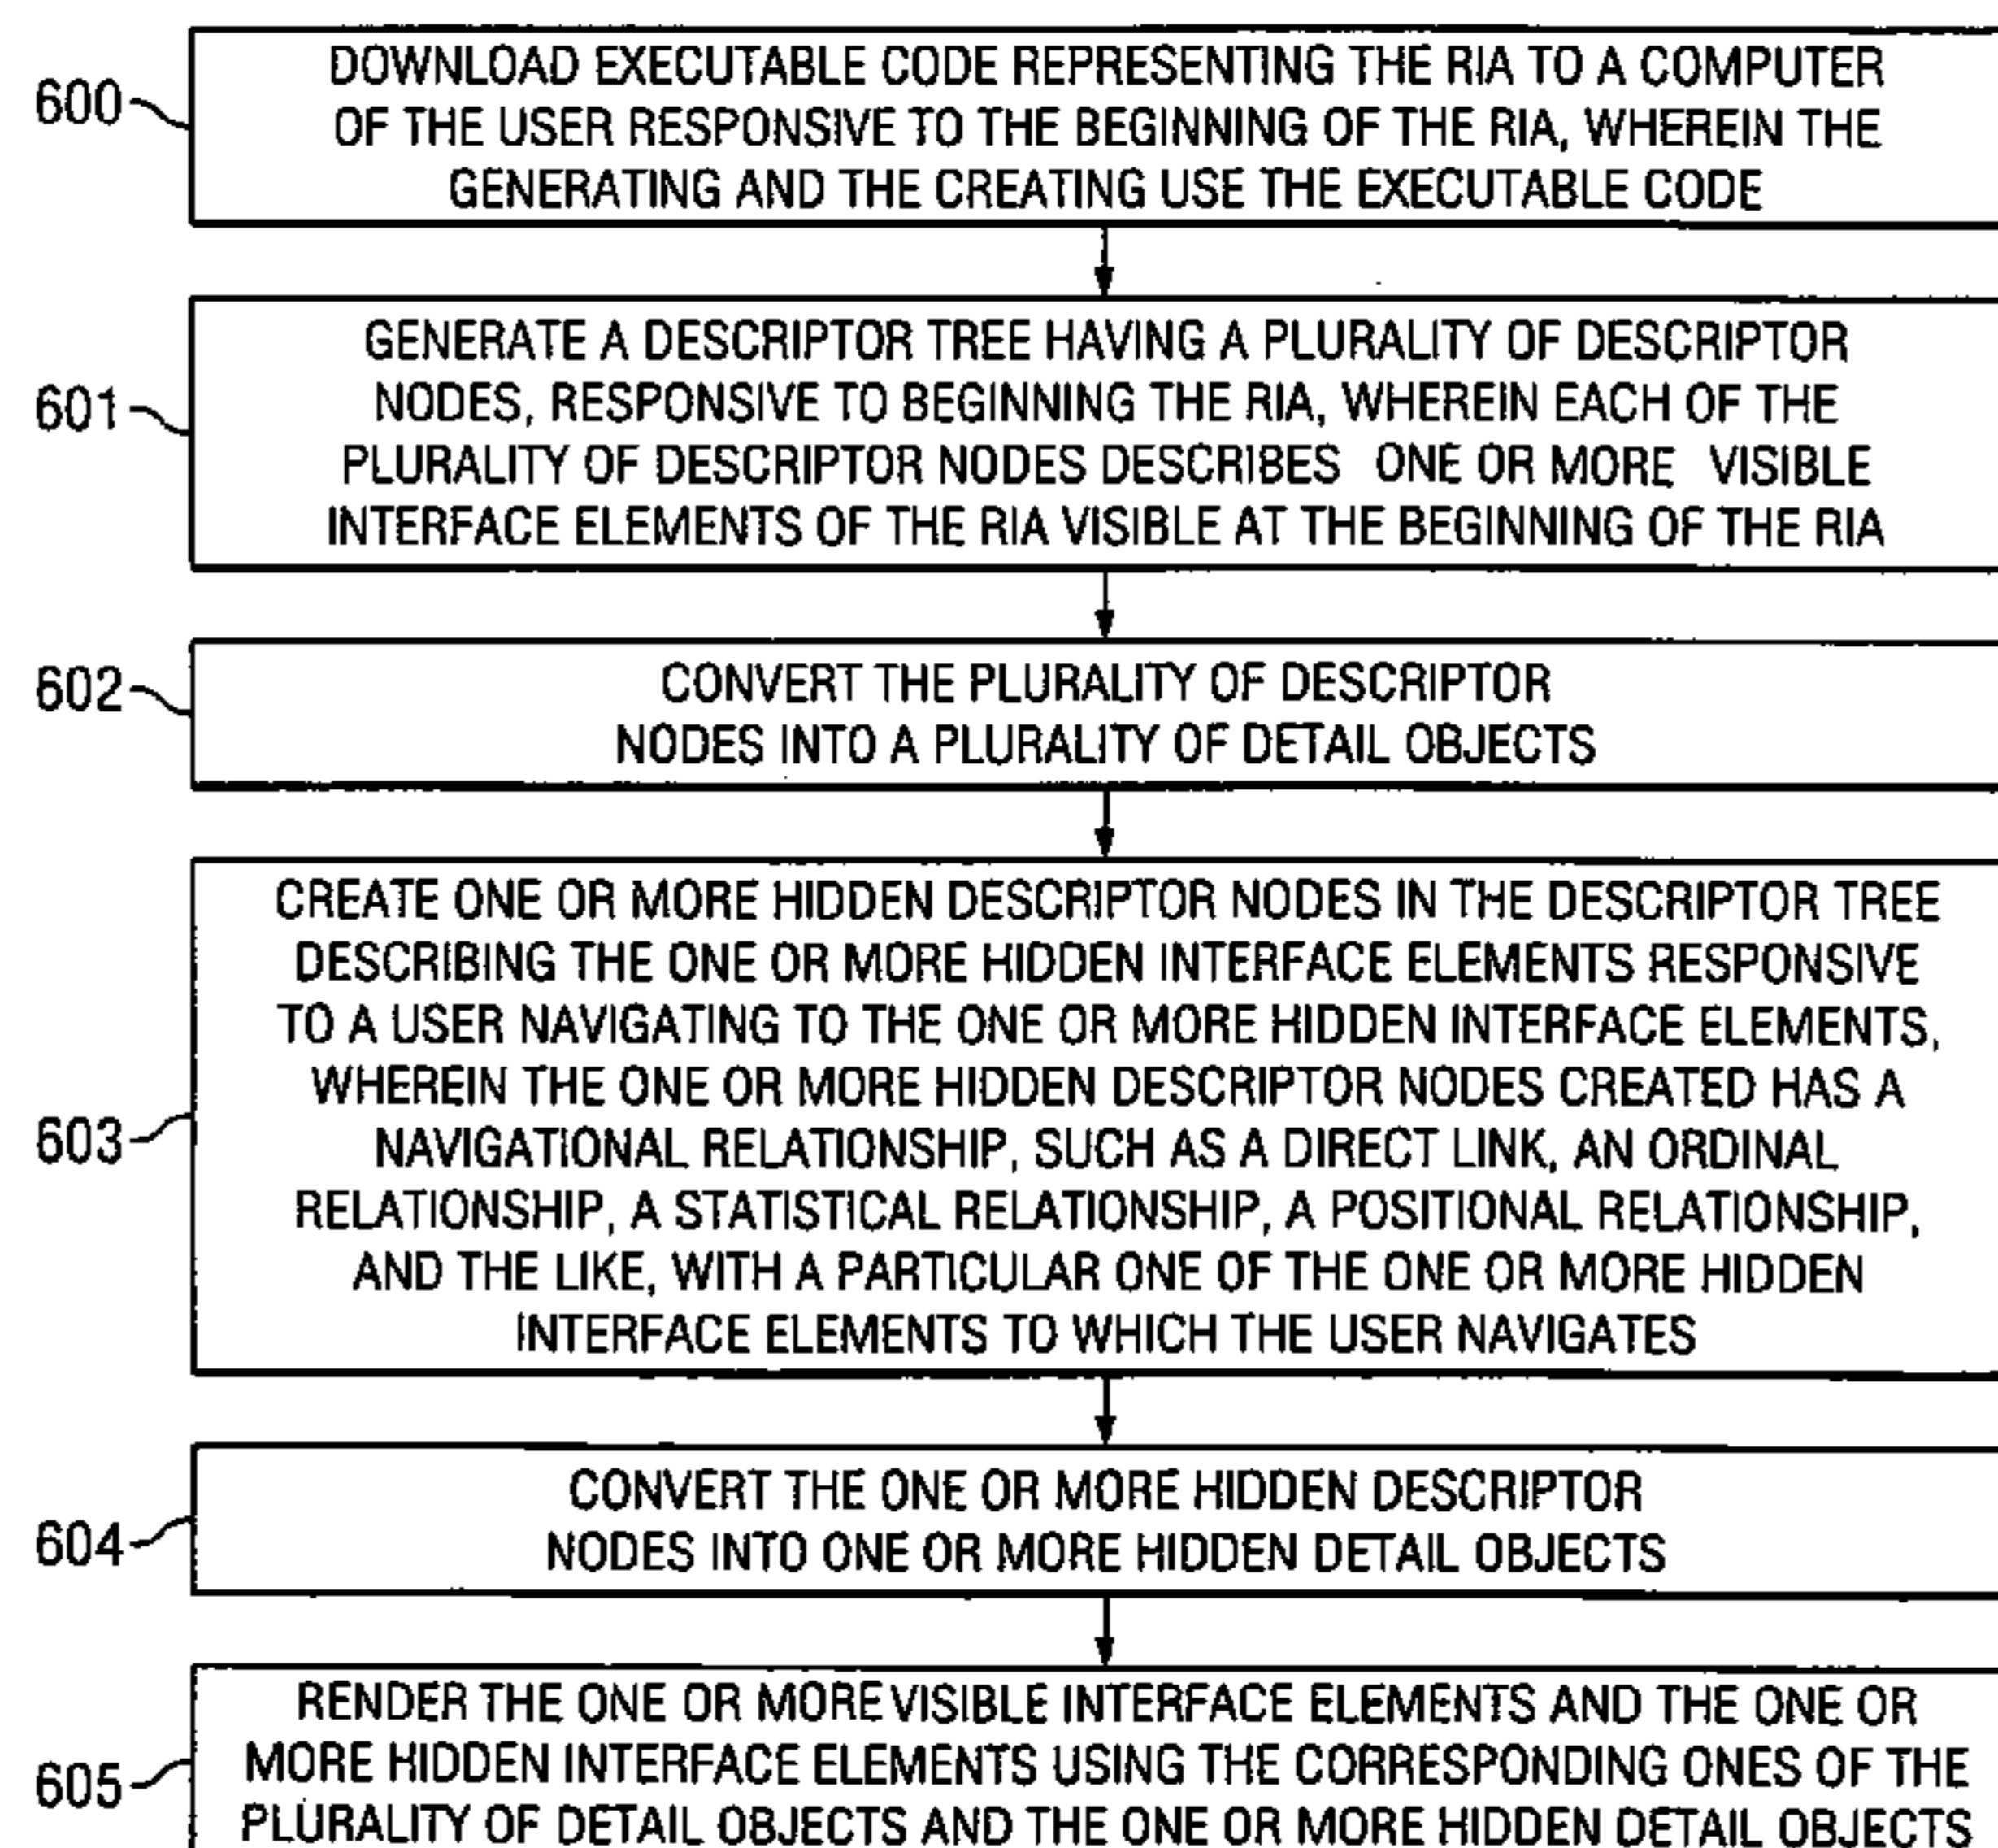 600
DOWNLOAD EXECUTABLE CODE REPRESENTING THE RIA TO A COMPUTER
OF THE USER RESPONSIVE TO THE BEGINNING OF THE RIA, WHEREIN THE
GENERATING AND THE CREATING USE THE EXECUTABLE CODE
601
GENERATE A DESCRIPTOR TREE HAVING A PLURALITY OF DESCRIPTOR
NODES, RESPONSIVE TO BEGINNING THE RIA, WHEREIN EACH OF THE
PLURALITY OF DESCRIPTOR NODES DESCRIBES ONE OR MORE VISIBLE
INTERFACE ELEMENTS OF THE RIA VISIBLE AT THE BEGINNING OF THE RIA
602
CONVERT THE PLURALITY OF DESCRIPTOR
NODES INTO A PLURALITY OF DETAIL OBJECTS
603
CREATE ONE OR MORE HIDDEN DESCRIPTOR NODES IN THE DESCRIPTOR TREE
DESCRIBING THE ONE OR MORE HIDDEN INTERFACE ELEMENTS RESPONSIVE
TO A USER NAVIGATING TO THE ONE OR MORE HIDDEN INTERFACE ELEMENTS,
WHEREIN THE ONE OR MORE HIDDEN DESCRIPTOR NODES CREATED HAS A
NAVIGATIONAL RELATIONSHIP, SUCH AS A DIRECT LINK, AN ORDINAL
RELATIONSHIP, A STATISTICAL RELATIONSHIP, A POSITIONAL RELATIONSHIP,
AND THE LIKE, WITH A PARTICULAR ONE OF THE ONE OR MORE HIDDEN
INTERFACE ELEMENTS TO WHICH THE USER NAVIGATES
604
CONVERT THE ONE OR MORE HIDDEN DESCRIPTOR
NODES INTO ONE OR MORE HIDDEN DETAIL OBJECTS
605
RENDER THE ONE OR MORE VISIBLE INTERFACE ELEMENTS AND THE ONE OR
MORE HIDDEN INTERFACE ELEMENTS USING THE CORRESPONDING ONES OF THE
PLURALITY OF DETAIL OBJECTS AND THE ONE OR MORE HIDDEN DETAIL OBJECTS